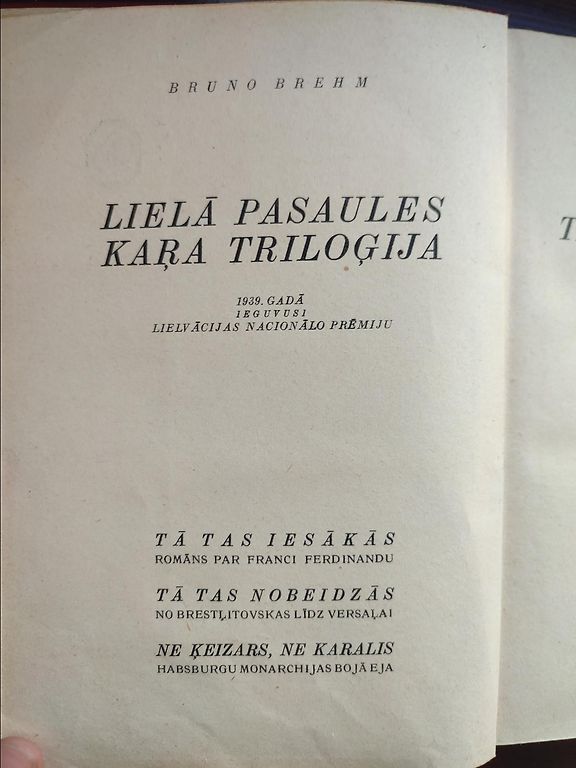 BRUNO BREHM
LIELĀ PASAULES
KAŖA TRILOĢIJA
1939. GADĀ
IEGUVUSI
LIELVĀCIJAS NACIONĀLO PRĒMIJU
TĀ TAS IESĀKĀS
ROMĀNS PAR FRANCI FERDINANDU
TĀ TAS NOBEIDZĀS
NO BRESTĻITOVSKAS LĪDZ VERSAĻAI
NE ĶEIZARS, NE KARALIS
HABSBURGU MONARCHIJAS BOJĀ EJA
T